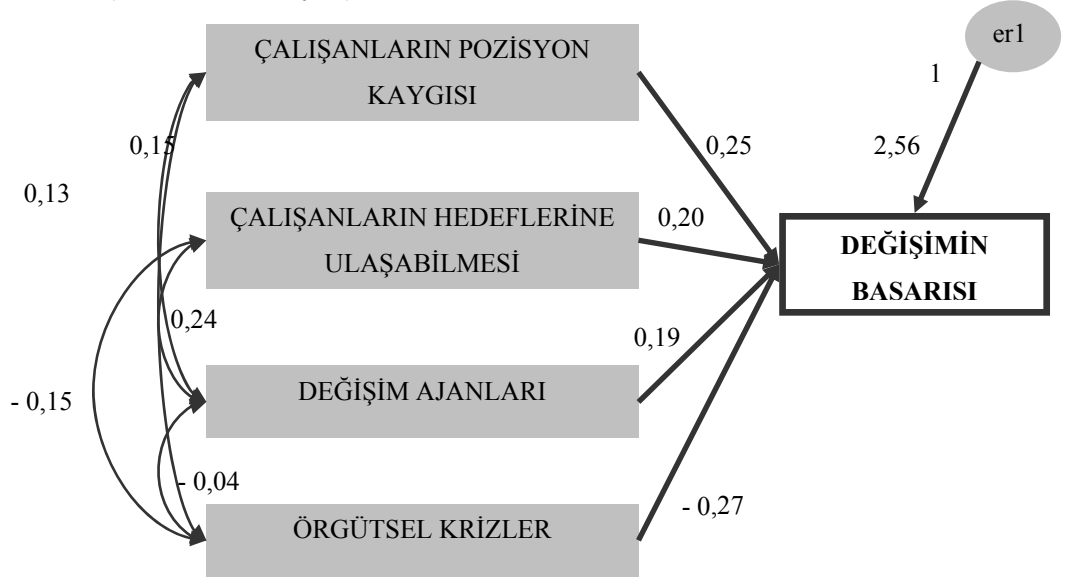 er1
ÇALIŞANLARIN POZİSYON
KAYGISI
1
0,15
0,25
2,56
0,13
ÇALIŞANLARIN HEDEFLERİNE
ULAŞABİLMESİ
0,20
DEĞİŞİMİN
BASARISI
0,24
0,19
DEĞİŞİM AJANLARI
- 0,15
- 0,04
- 0,27
ÖRGÜTSEL KRİZLER